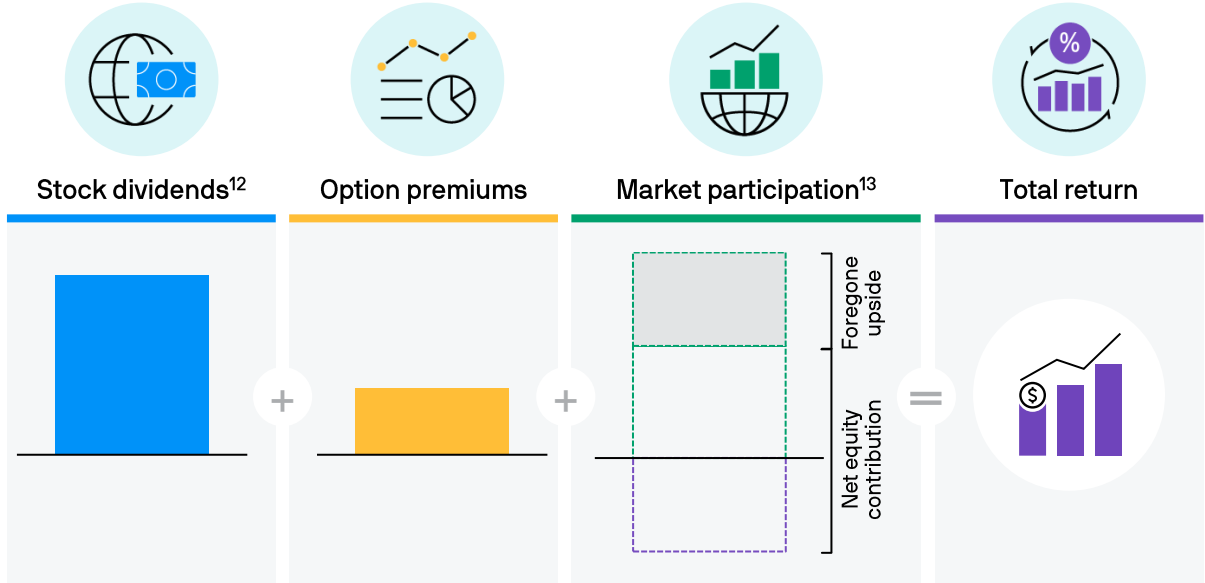 %
Stock dividends¹²
Option premiums
Market participation¹³
Total return
Foregone
upside
+
+
=
$
Net equity
contribution